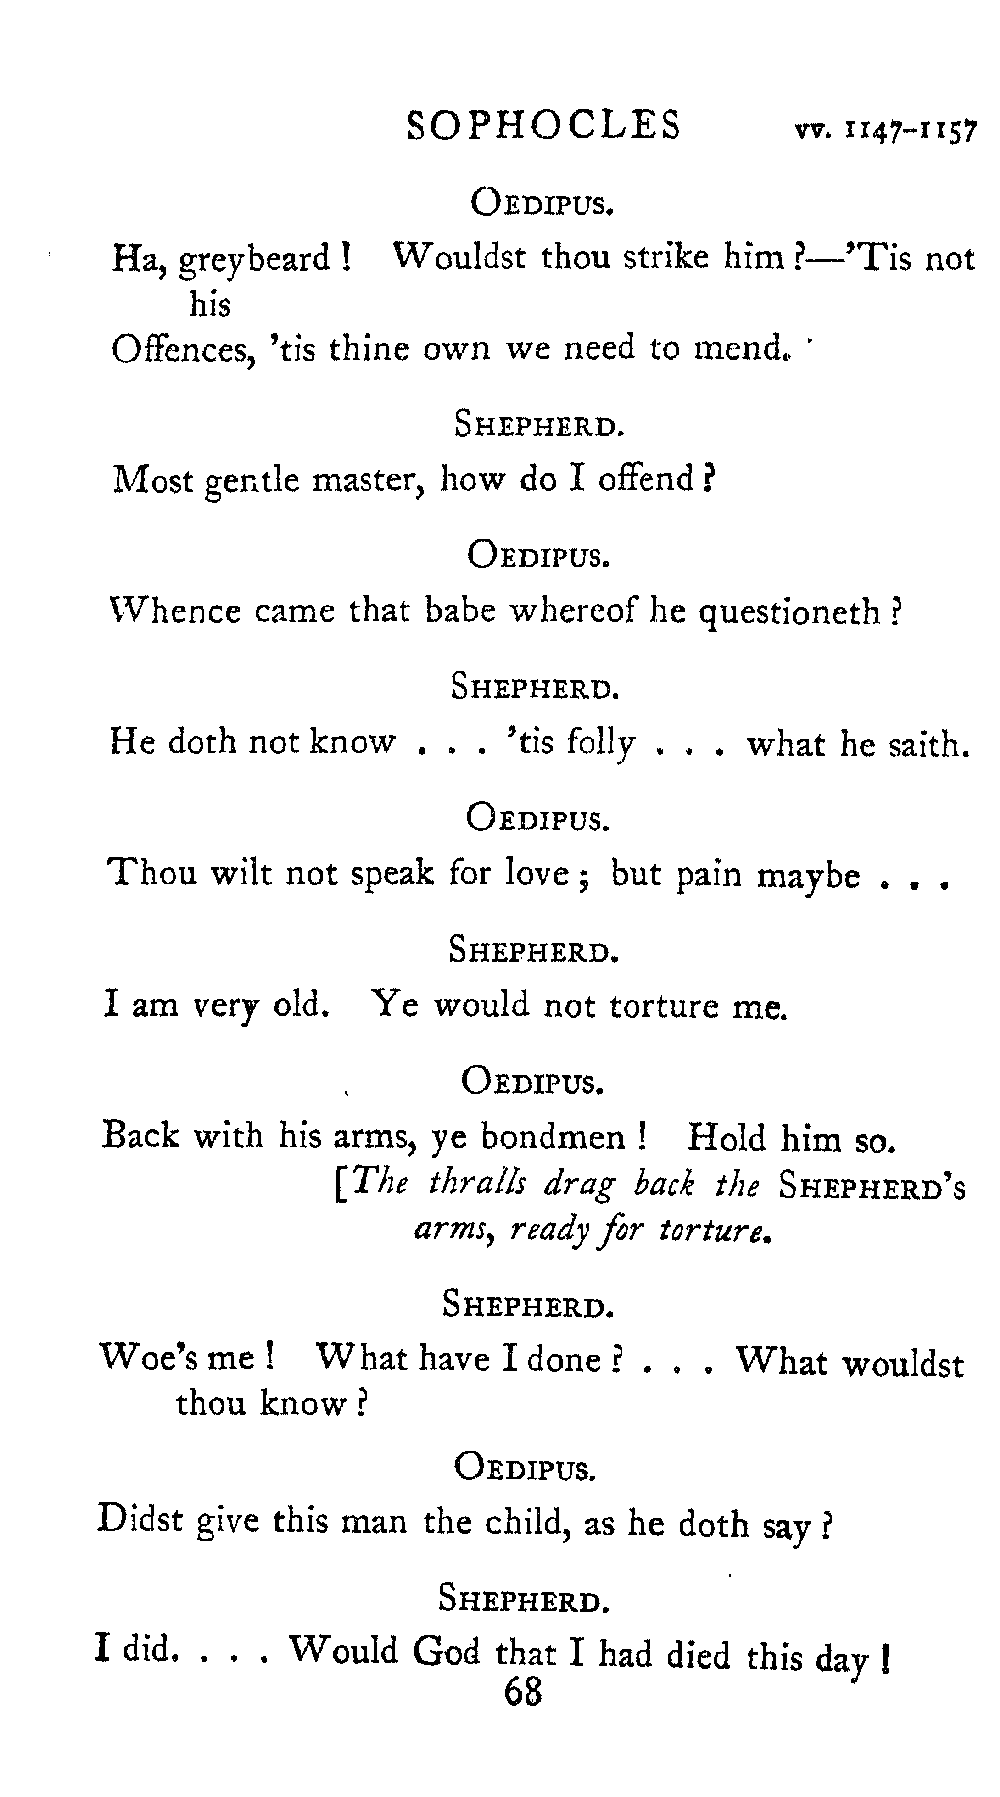 SOPHOCLES vv. 1147-1157
OEDIPUS.
Ha, greybeard ! Wouldst thou strike him ?—'Tis not
his
Offences, 'tis thine own we need to mend.
SHEPHERD.
Most gentle master, how do I offend ?
OEDIPUS.
Whence came that babe whereof he questioneth ?
SHEPHERD.
He doth not know . . . 'tis folly . . . what he saith.
OEDIPUS.
Thou wilt not speak for love ; but pain maybe . . .
SHEPHERD.
I am very old. Ye would not torture me.
OEDIPUS.
Back with his arms, ye bondmen ! Hold him so.
[The thralls drag back the SHEPHERD'S
arms, ready for torture.
SHEPHERD.
Woe's me ! What have I done ? . . . What wouldst
thou know ?
OEDIPUS.
Didst give this man the child, as he doth say ?
SHEPHERD.
I did. . . . Would God that I had died this day !
68